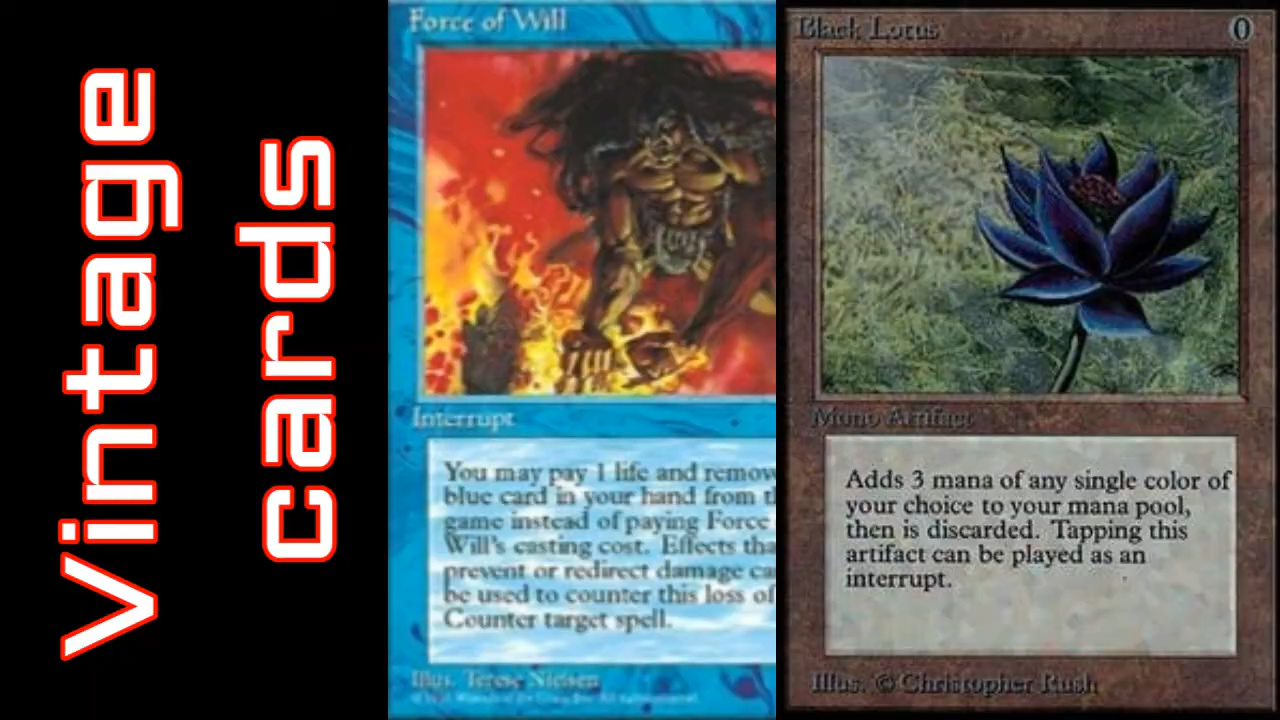 Vintage
cards
Force of Will
Interrupt
You may pay 1 life and remov
blue card in your hand from t
game instead of paying Force
Will's casting cost. Effects tha
prevent or redirect damage ca
be used to counter this loss of
Counter target spell.
Illus. Terese Nielsen
Black Lotus 0
Mono Artifact
Adds 3 mana of any single color of
your choice to your mana pool,
then is discarded. Tapping this
artifact can be played as an
interrupt.
Illus. © Christopher Rush